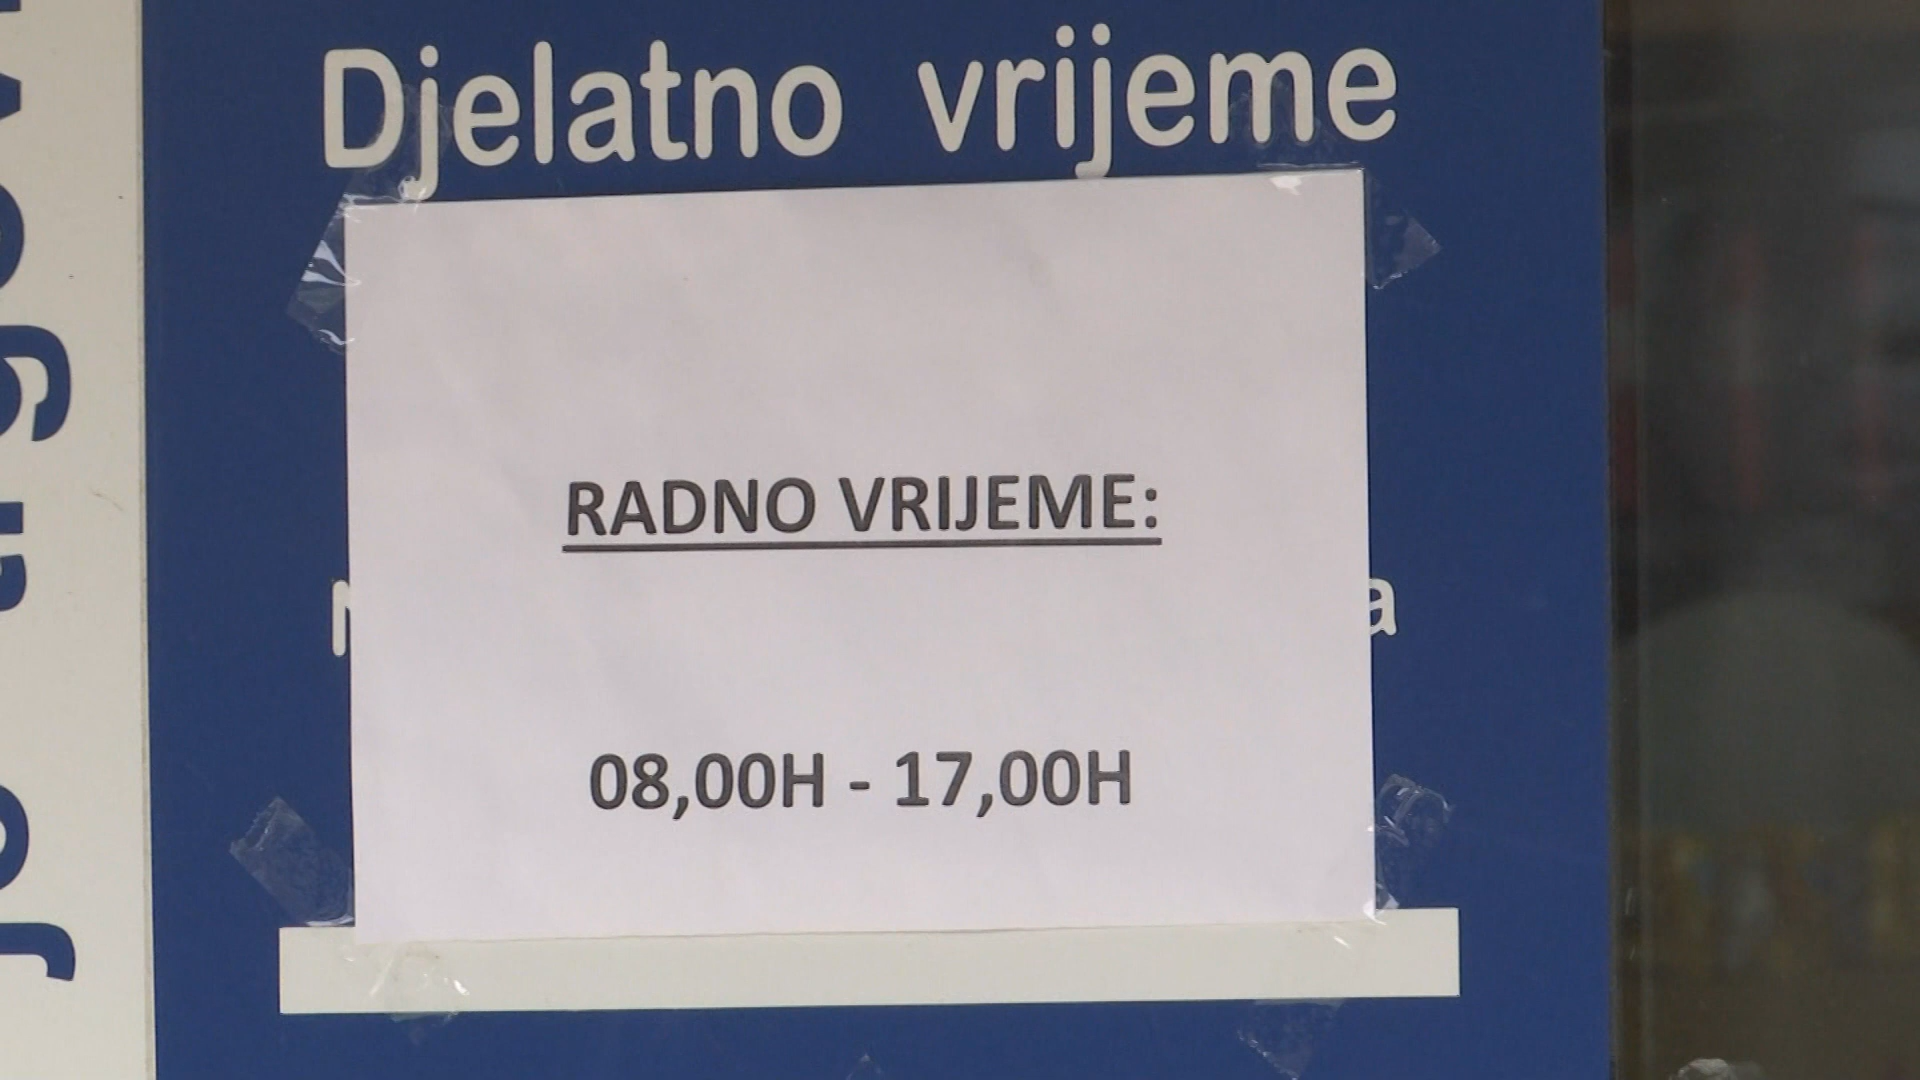 Djelatno vrijeme
RADNO VRIJEME:
08,00H - 17,00H